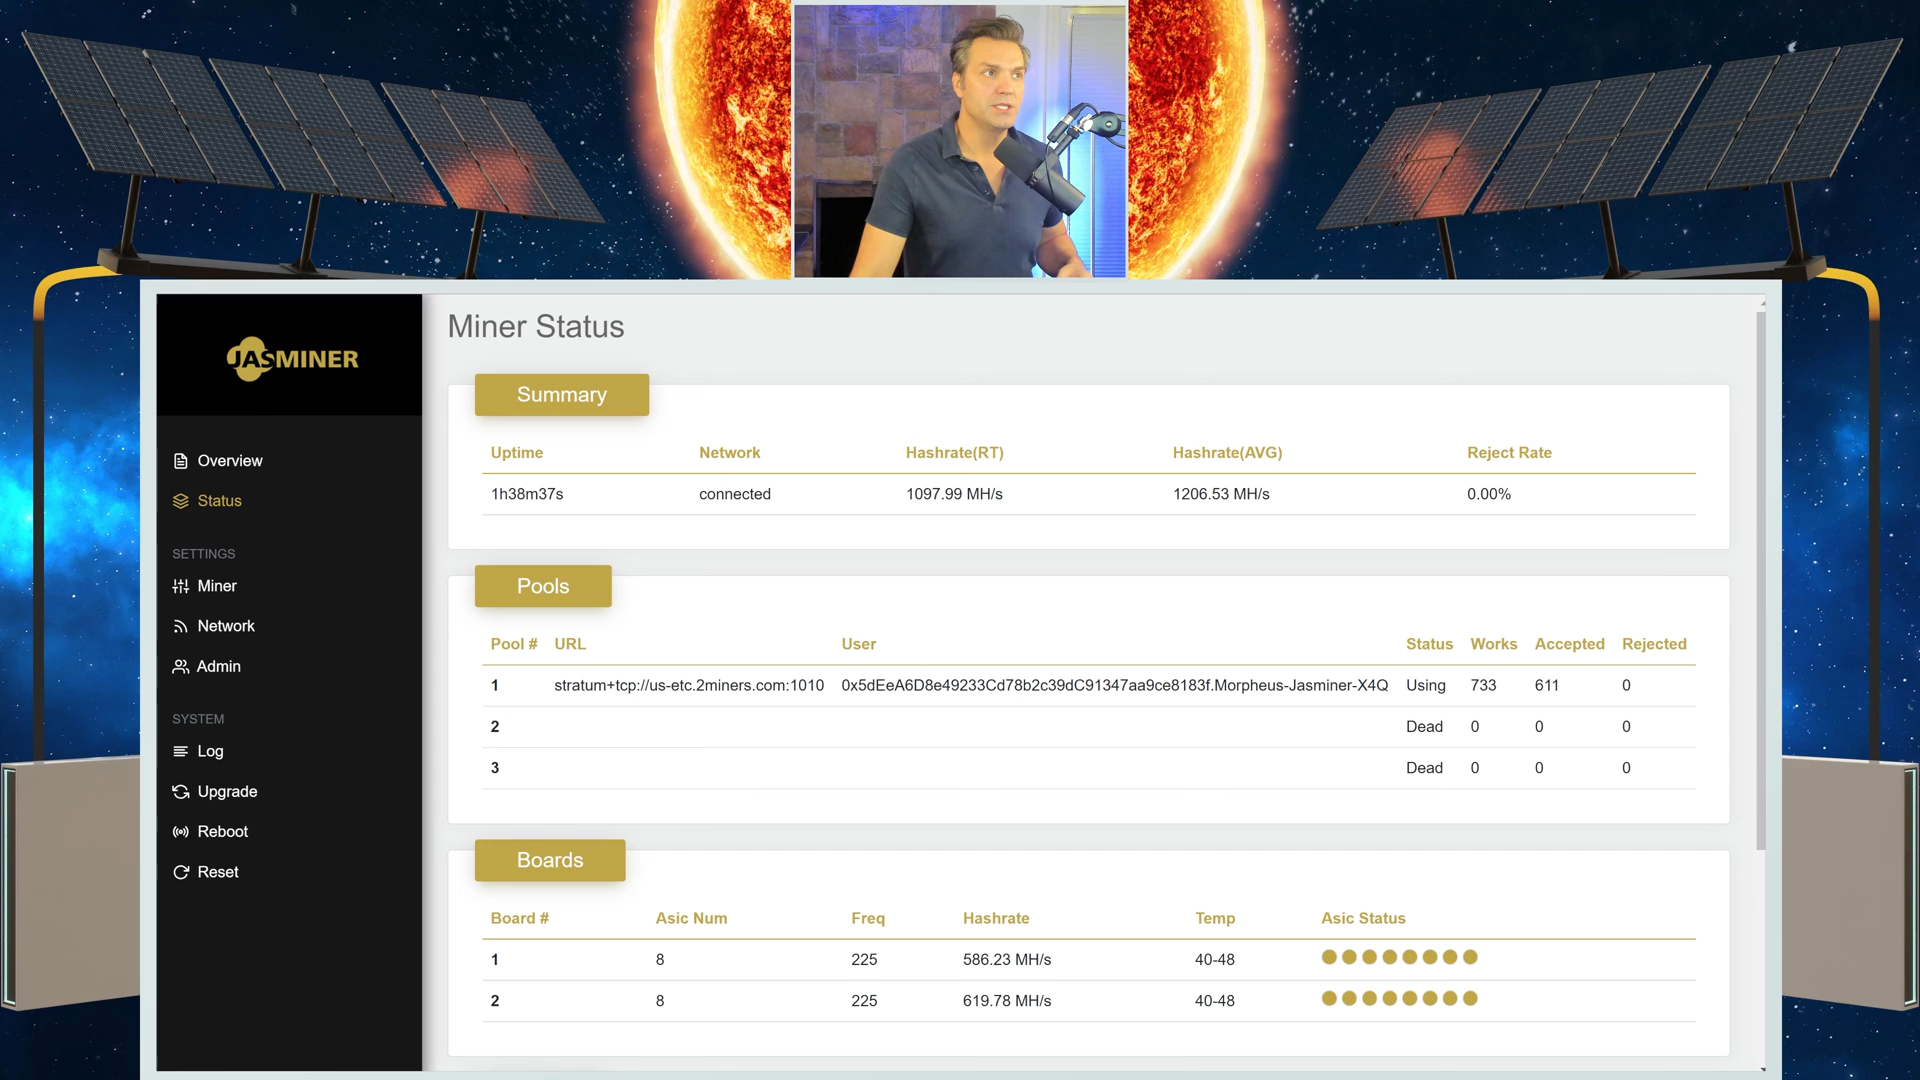 JASMINER
Overview
Status
SETTINGS
Miner
Network
Admin
SYSTEM
Log
Upgrade
Reboot
Reset
Miner Status
Summary
Uptime Network Hashrate(RT) Hashrate(AVG) Reject Rate
1h38m37s connected 1097.99 MH/s 1206.53 MH/s 0.00%
Pools
Pool # URL User Status Works Accepted Rejected
1 stratum+tcp://us-etc.2miners.com:1010 0x5dEeA6D8e49233Cd78b2c39dC91347aa9ce8183f.Morpheus-Jasminer-X4Q Using 733 611 0
2 Dead 0 0 0
3 Dead 0 0 0
Boards
Board # Asic Num Freq Hashrate Temp Asic Status
1 8 225 586.23 MH/s 40-48
2 8 225 619.78 MH/s 40-48